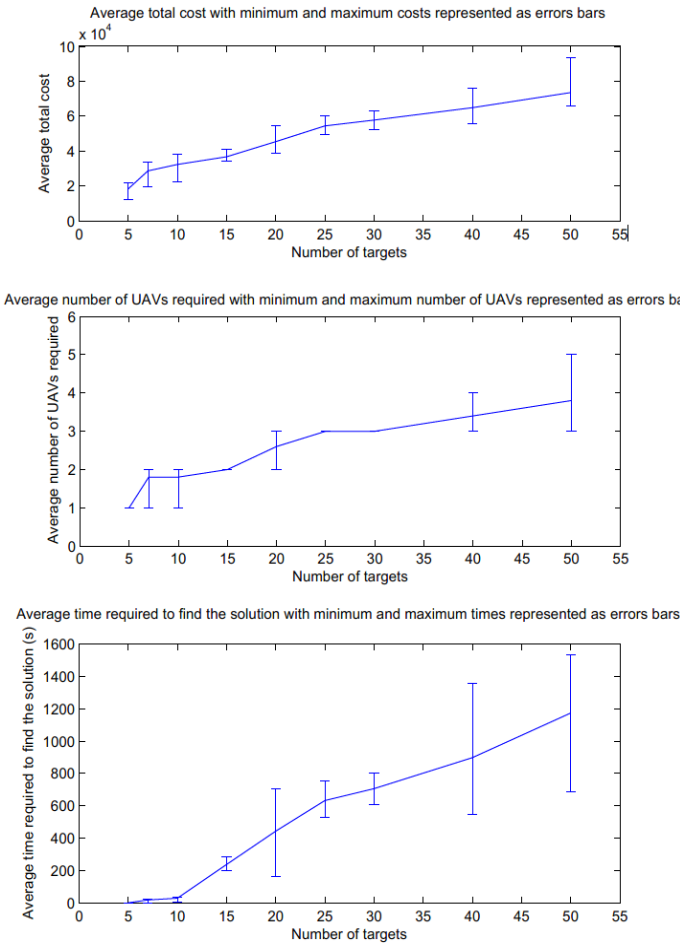 Average total cost with minimum and maximum costs represented as errors bars
x 10^4
10
8
6
4
2
0
Average total cost
0 5 10 15 20 25 30 35 40 45 50 55
Number of targets
Average number of UAVs required with minimum and maximum number of UAVs represented as errors ba
6
5
4
3
2
1
0
Average number of UAVs required
0 5 10 15 20 25 30 35 40 45 50 55
Number of targets
Average time required to find the solution with minimum and maximum times represented as errors bars
1600
1400
1200
1000
800
600
400
200
0
Average time required to find the solution (s)
0 5 10 15 20 25 30 35 40 45 50 55
Number of targets